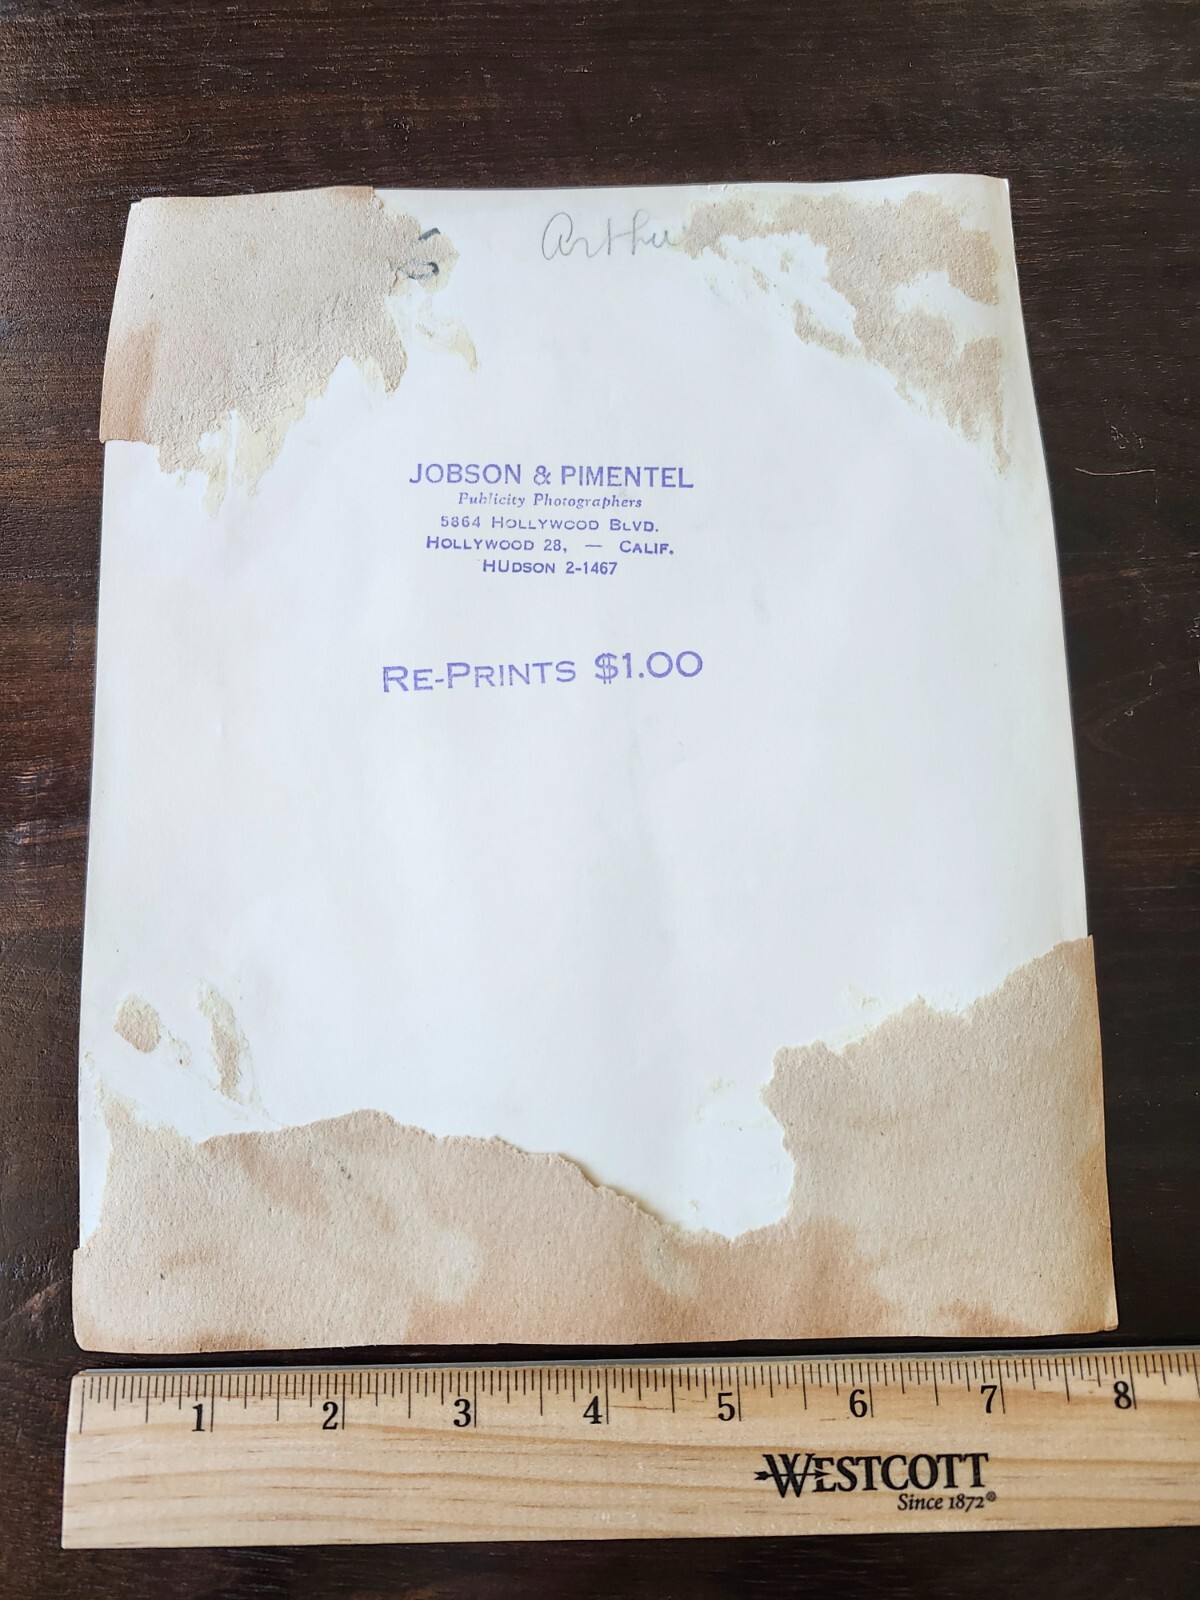 Arthu
JOBSON & PIMENTEL
Publicity Photographers
5864 HOLLYWOOD BLVD.
HOLLYWOOD 28, — CALIF.
HUDSON 2-1467
RE-PRINTS $1.00
1 2 3 4 5 6 7 8
WESTCOTT
Since 1872®